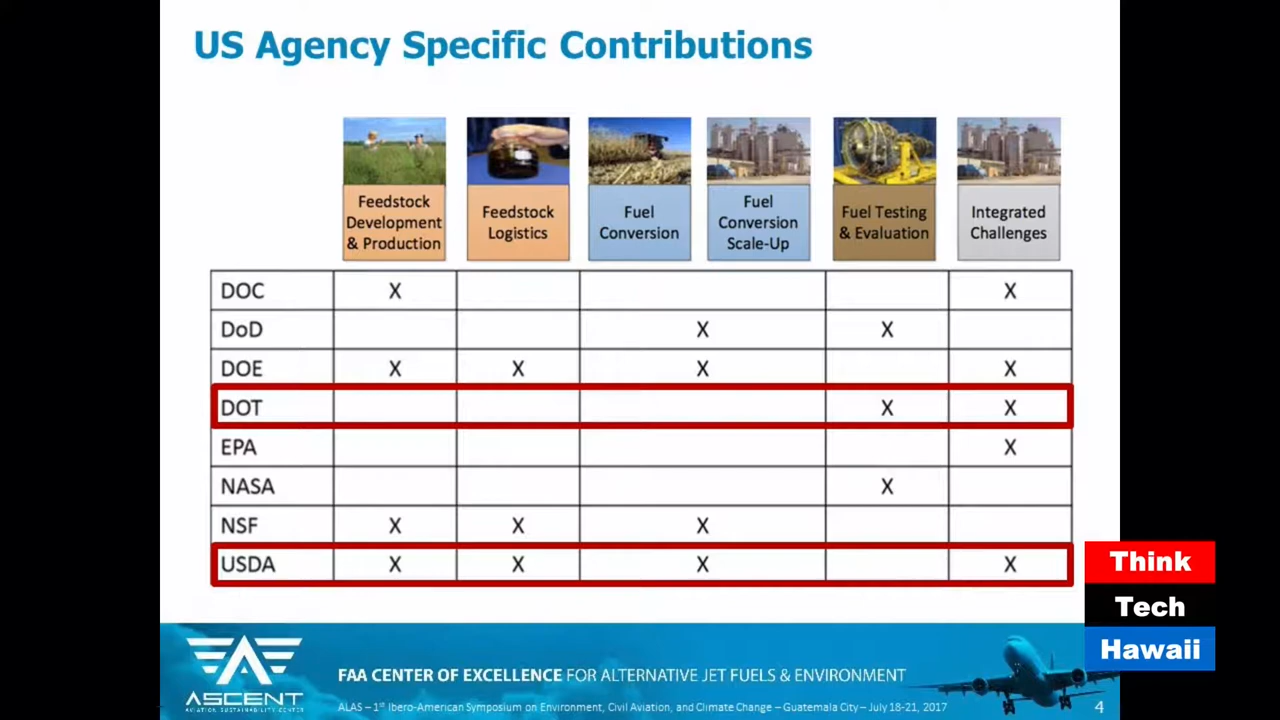 US Agency Specific Contributions
Feedstock
Development
& Production
Feedstock
Logistics
Fuel
Conversion
Fuel
Conversion
Scale-Up
Fuel Testing
& Evaluation
Integrated
Challenges
DOC X X
DoD X X
DOE X X X X
DOT X X
EPA X
NASA X
NSF X X X
USDA X X X X
Think
Tech
Hawaii
ASCENT
AVIATION SUSTAINABILITY CENTER
FAA CENTER OF EXCELLENCE FOR ALTERNATIVE JET FUELS & ENVIRONMENT
ALAS – 1st Ibero-American Symposium on Environment, Civil Aviation, and Climate Change – Guatemala City – July 18-21, 2017
4